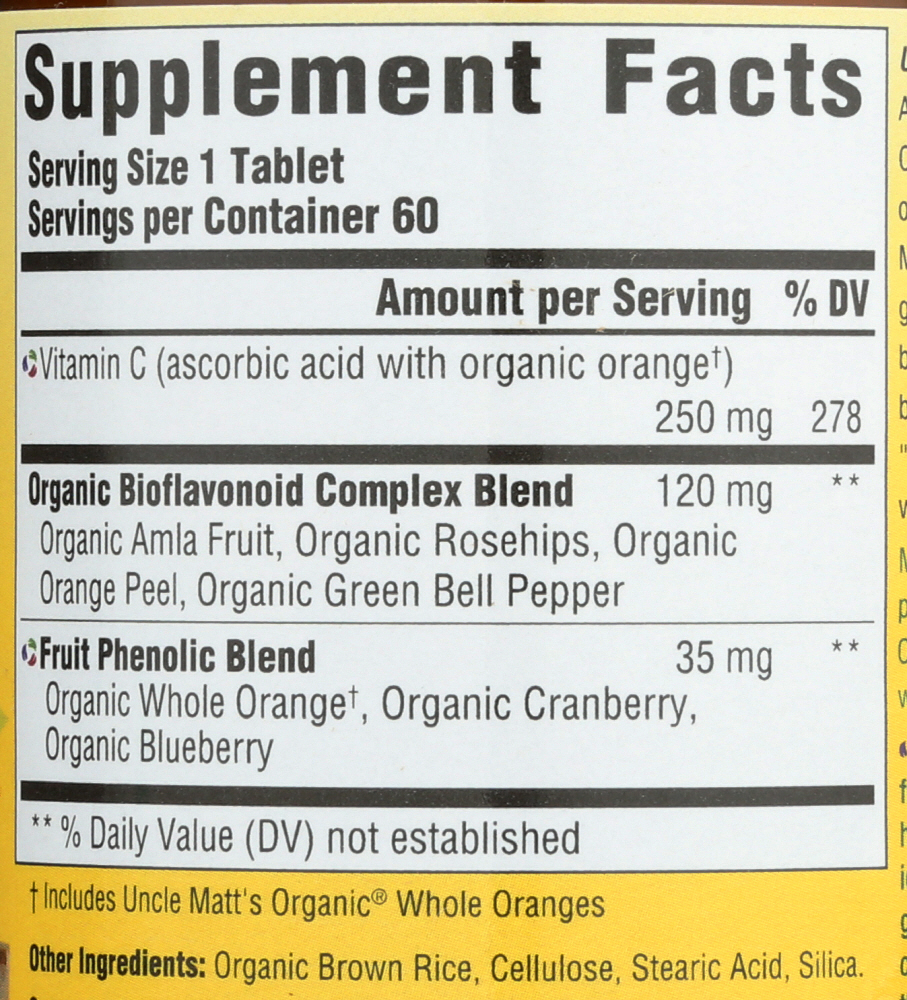 Supplement Facts
Serving Size 1 Tablet
Servings per Container 60
Amount per Serving % DV
Vitamin C (ascorbic acid with organic orange†)
250 mg 278
Organic Bioflavonoid Complex Blend 120 mg **
Organic Amla Fruit, Organic Rosehips, Organic
Orange Peel, Organic Green Bell Pepper
Fruit Phenolic Blend 35 mg **
Organic Whole Orange†, Organic Cranberry,
Organic Blueberry
** % Daily Value (DV) not established
† Includes Uncle Matt's Organic® Whole Oranges
Other Ingredients: Organic Brown Rice, Cellulose, Stearic Acid, Silica.